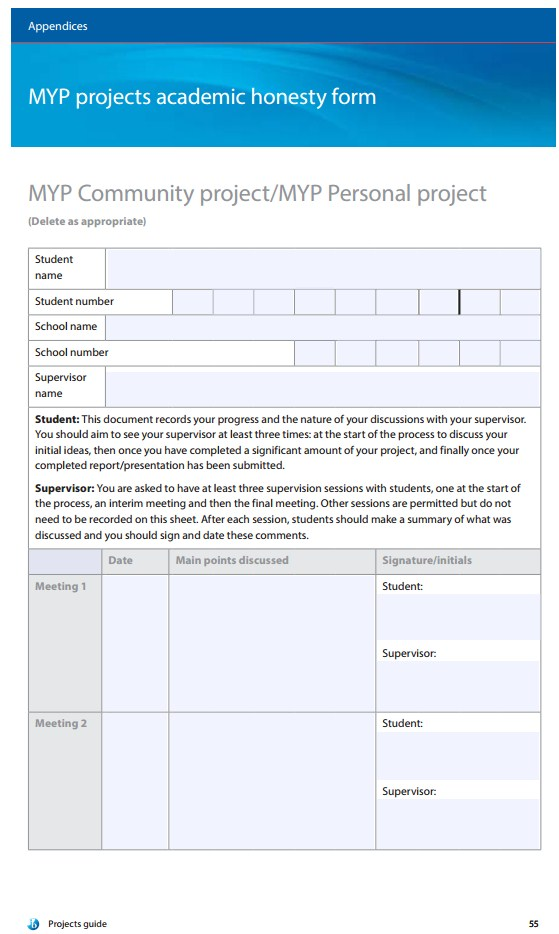 Appendices
MYP projects academic honesty form
MYP Community project/MYP Personal project
(Delete as appropriate)
Student
name
Student number
School name
School number
Supervisor
name
Student: This document records your progress and the nature of your discussions with your supervisor.
You should aim to see your supervisor at least three times: at the start of the process to discuss your
initial ideas, then once you have completed a significant amount of your project, and finally once your
completed report/presentation has been submitted.
Supervisor: You are asked to have at least three supervision sessions with students, one at the start of
the process, an interim meeting and then the final meeting. Other sessions are permitted but do not
need to be recorded on this sheet. After each session, students should make a summary of what was
discussed and you should sign and date these comments.
Date Main points discussed Signature/initials
Meeting 1 Student:
Supervisor:
Meeting 2 Student:
Supervisor:
Projects guide 55